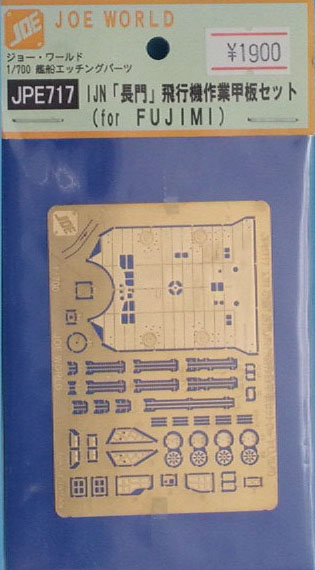 JOE
JOE WORLD
¥1900
ジョー・ワールド
1/700 艦船エッチングパーツ
JPE717
IJN「長門」飛行機作業甲板セット
(for FUJIMI)
JOE